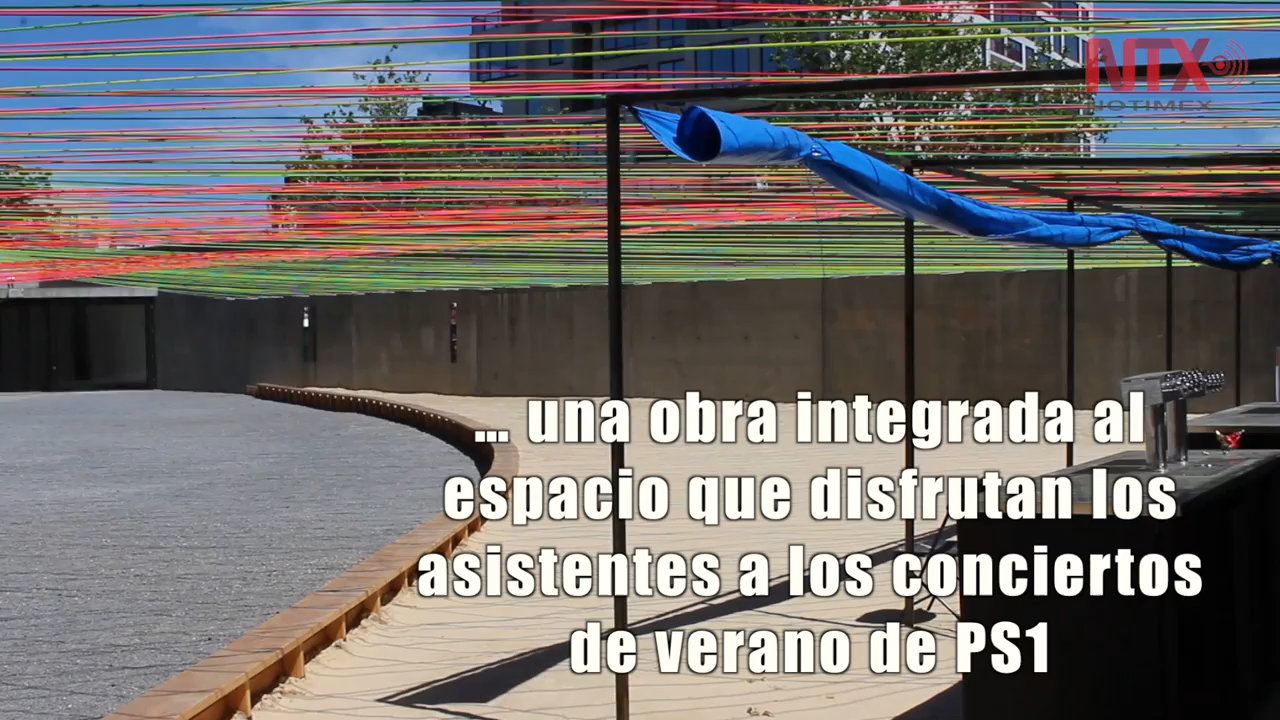 NTX
NOTIMEX
... una obra integrada al
espacio que disfrutan los
asistentes a los conciertos
de verano de PS1